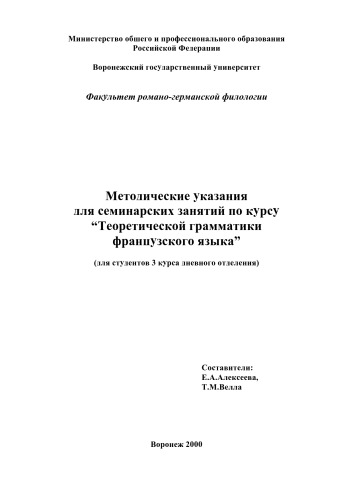 Министерство общего и профессионального образования
Российской Федерации
Воронежский государственный университет
Факультет романо-германской филологии
Методические указания
для семинарских занятий по курсу
“Теоретической грамматики
французского языка”
(для студентов 3 курса дневного отделения)
Составители:
Е.А.Алексеева,
Т.М.Велла
Воронеж 2000